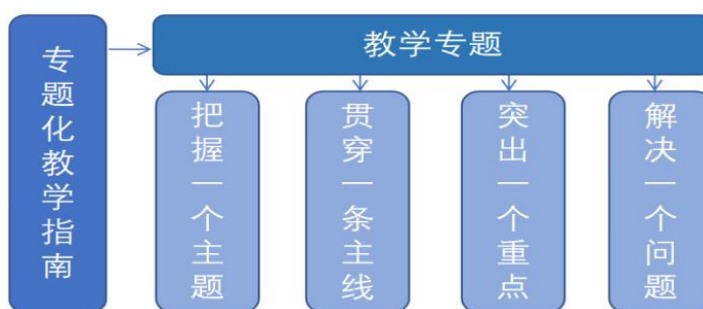 专题化教学指南
教学专题
把握一个主题
贯穿一条主线
突出一个重点
解决一个问题